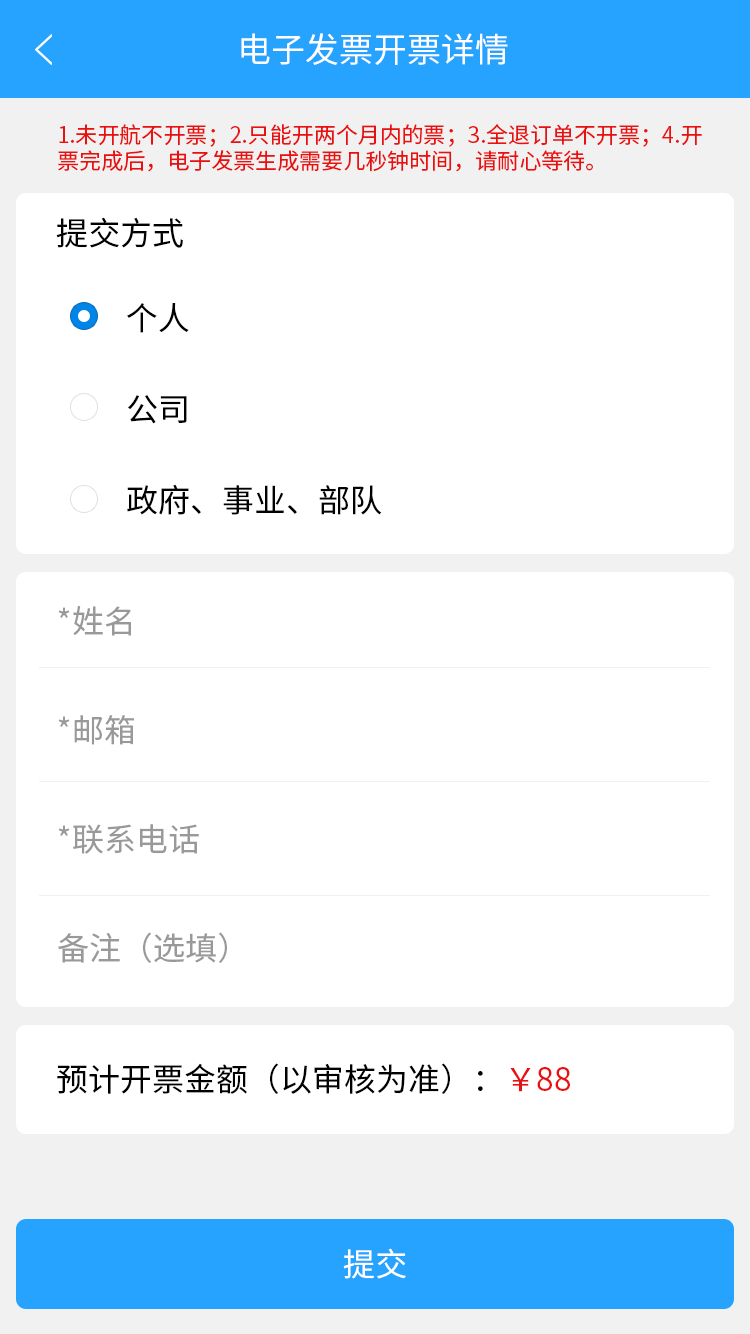 电子发票开票详情
1.未开航不开票；2.只能开两个月内的票；3.全退订单不开票；4.开
票完成后，电子发票生成需要几秒钟时间，请耐心等待。
提交方式
个人
公司
政府、事业、部队
*姓名
*邮箱
*联系电话
备注（选填）
预计开票金额（以审核为准）：￥88
提交